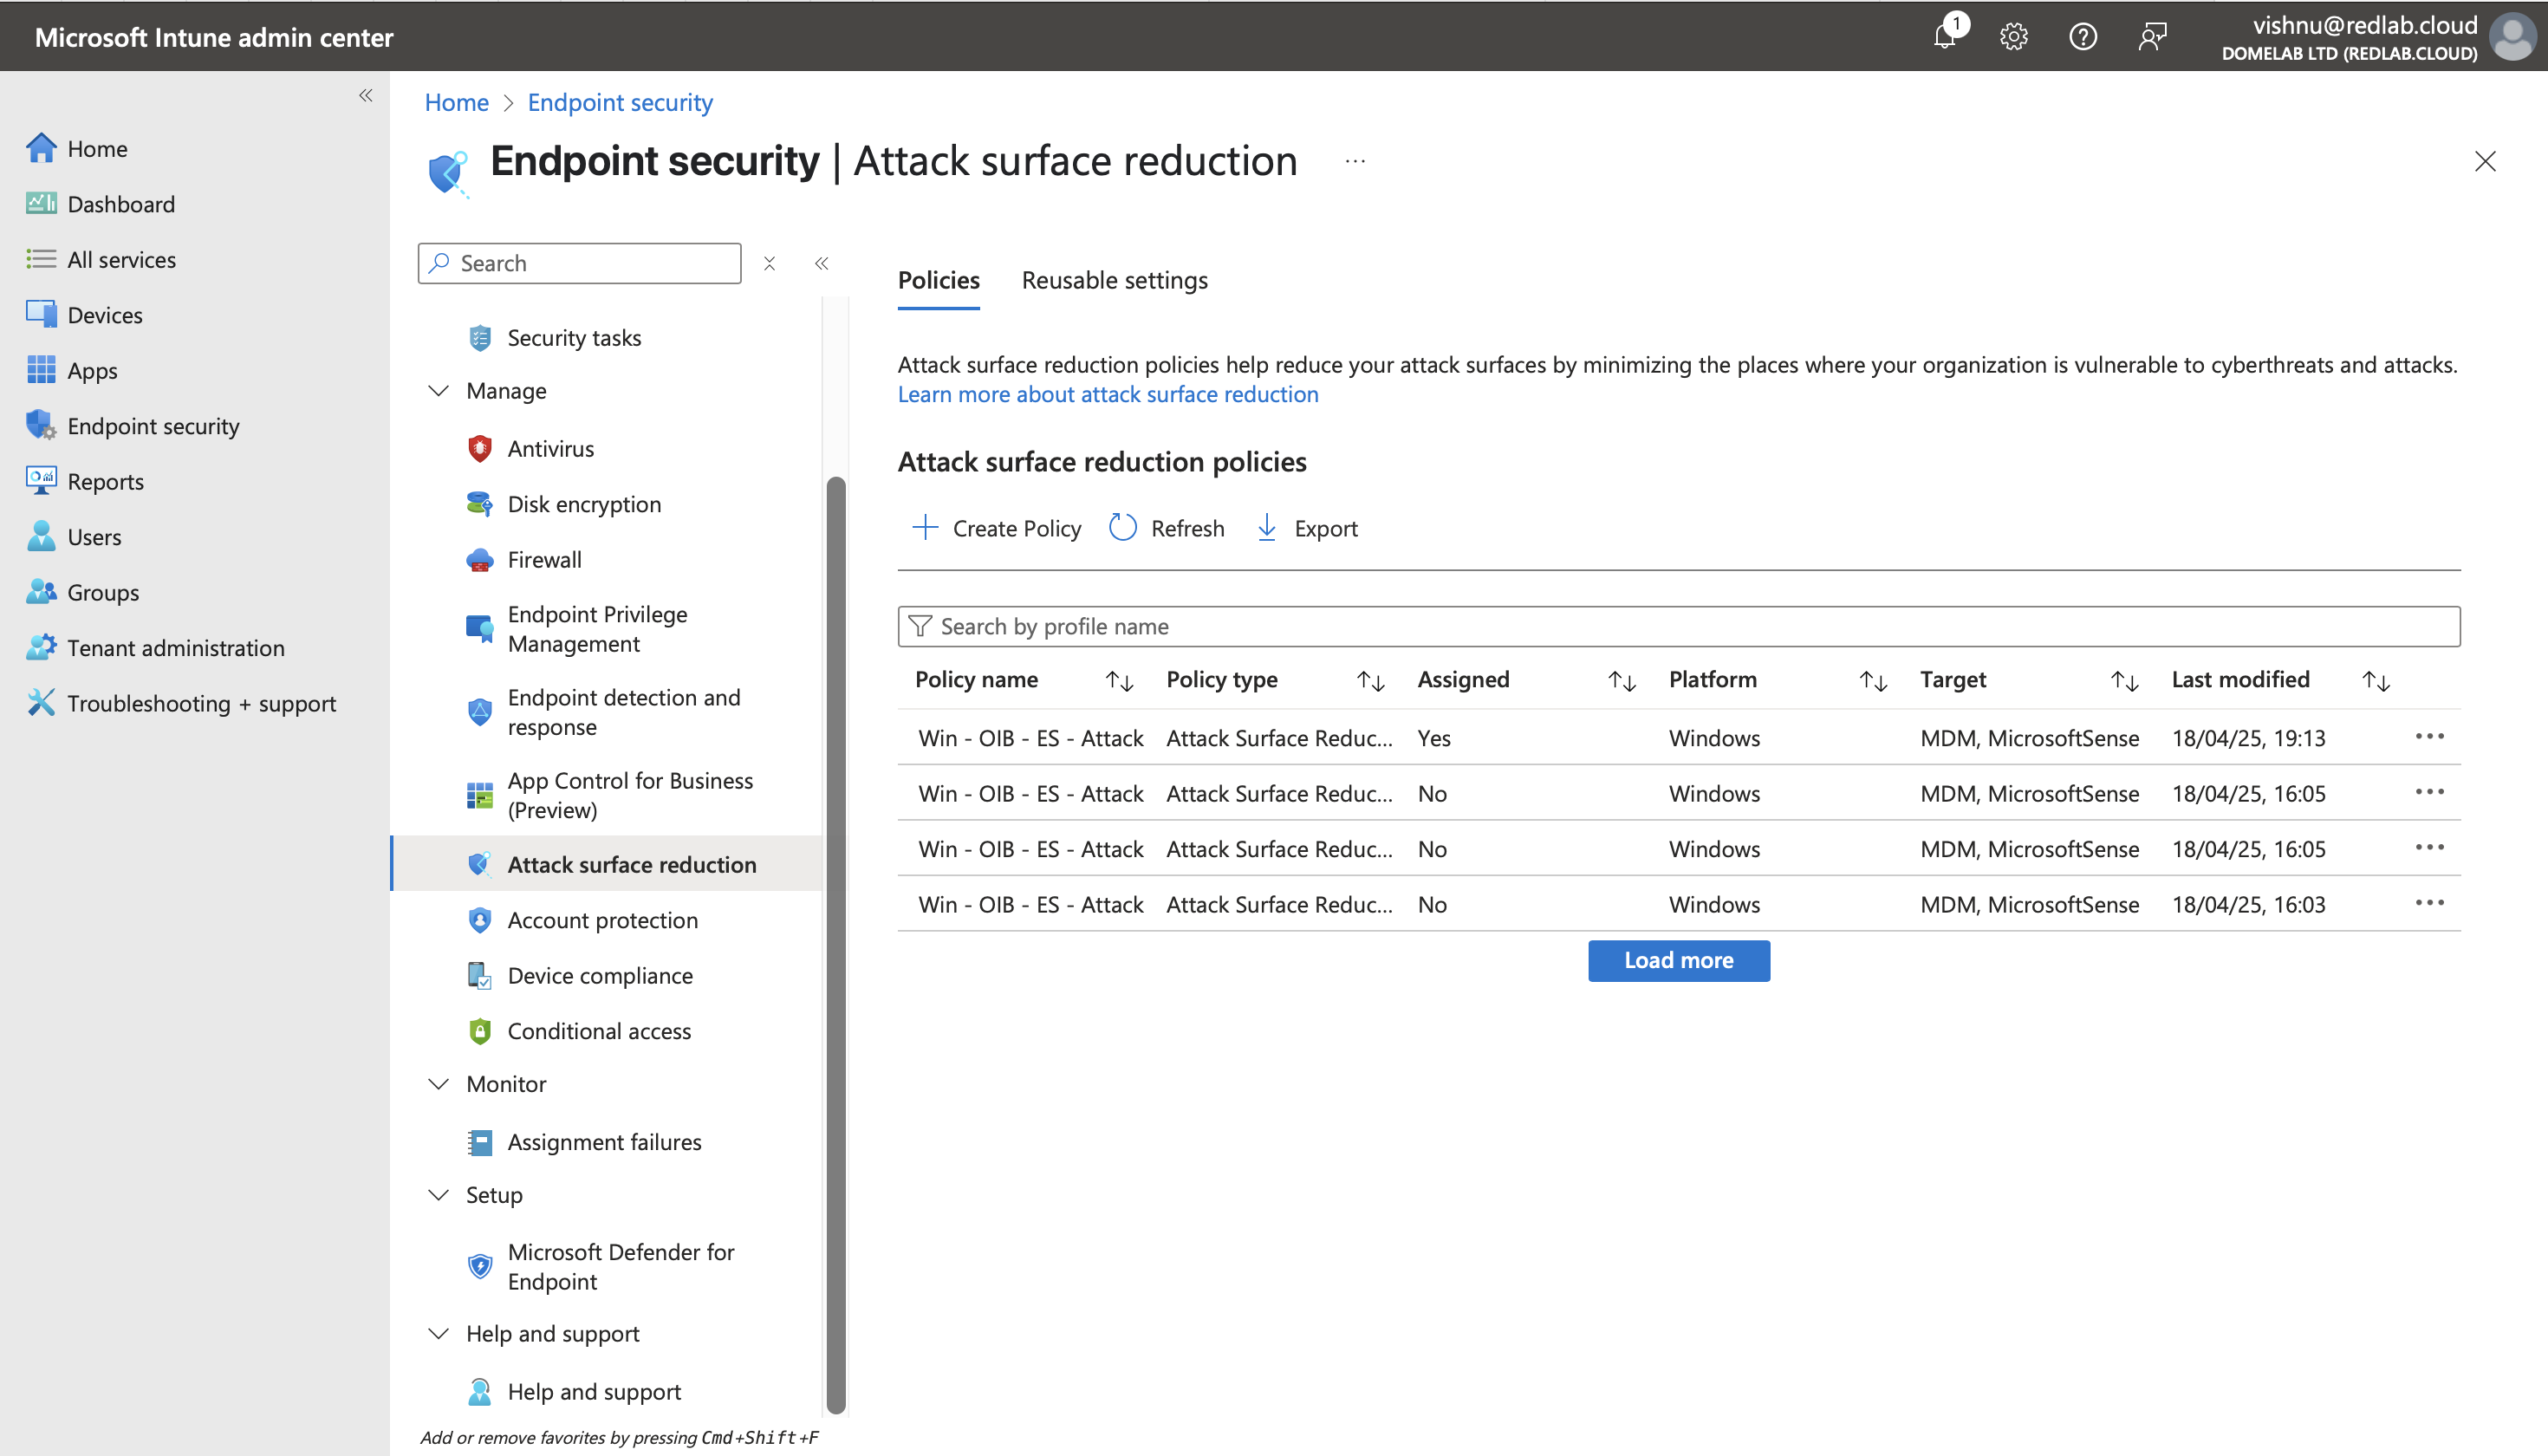 Microsoft Intune admin center
1
vishnu@redlab.cloud
DOMELAB LTD (REDLAB.CLOUD)
Home
Dashboard
All services
Devices
Apps
Endpoint security
Reports
Users
Groups
Tenant administration
Troubleshooting + support
Home > Endpoint security
Endpoint security | Attack surface reduction ...
Search
Security tasks
Manage
Antivirus
Disk encryption
Firewall
Endpoint Privilege
Management
Endpoint detection and
response
App Control for Business
(Preview)
Attack surface reduction
Account protection
Device compliance
Conditional access
Monitor
Assignment failures
Setup
Microsoft Defender for
Endpoint
Help and support
Help and support
Add or remove favorites by pressing Cmd+Shift+F
Policies Reusable settings
Attack surface reduction policies help reduce your attack surfaces by minimizing the places where your organization is vulnerable to cyberthreats and attacks.
Learn more about attack surface reduction
Attack surface reduction policies
Create Policy Refresh Export
Search by profile name
Policy name Policy type Assigned Platform Target Last modified
Win - OIB - ES - Attack Attack Surface Reduc... Yes Windows MDM, MicrosoftSense 18/04/25, 19:13
Win - OIB - ES - Attack Attack Surface Reduc... No Windows MDM, MicrosoftSense 18/04/25, 16:05
Win - OIB - ES - Attack Attack Surface Reduc... No Windows MDM, MicrosoftSense 18/04/25, 16:05
Win - OIB - ES - Attack Attack Surface Reduc... No Windows MDM, MicrosoftSense 18/04/25, 16:03
Load more